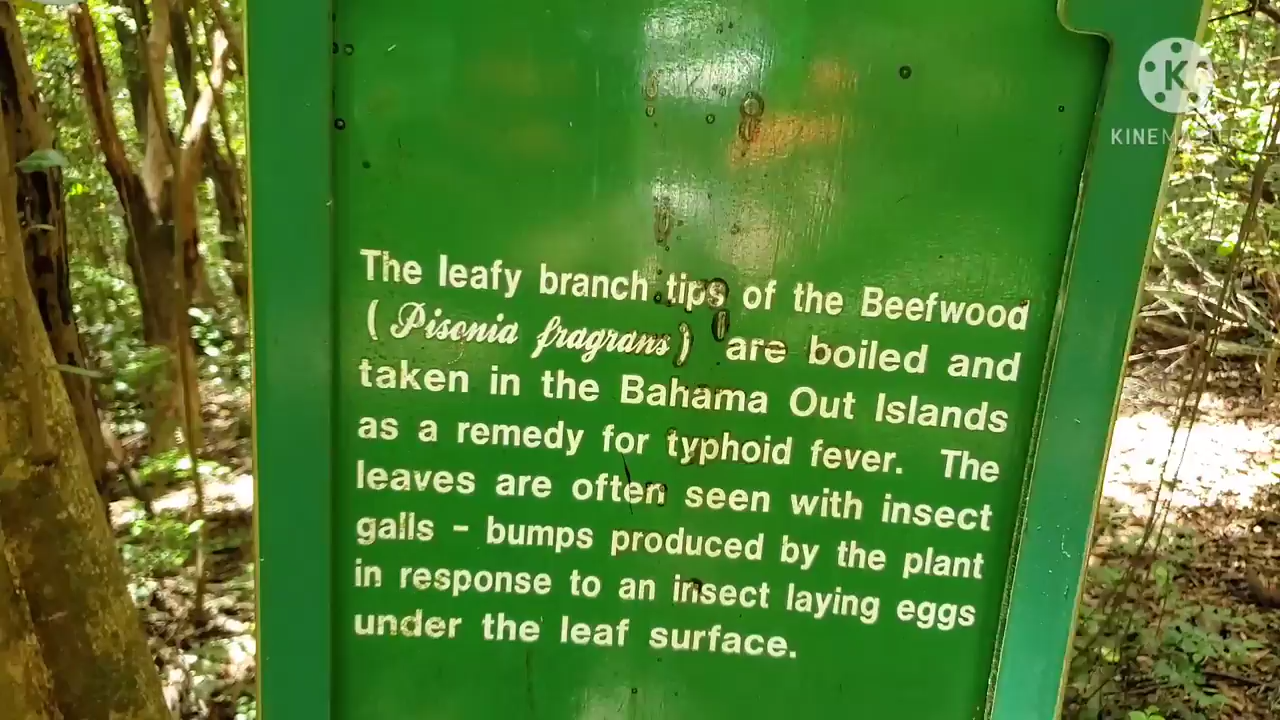 The leafy branch tips of the Beefwood
(Pisonia fragrans) are boiled and
taken in the Bahama Out Islands
as a remedy for typhoid fever. The
leaves are often seen with insect
galls - bumps produced by the plant
in response to an insect laying eggs
under the leaf surface.
K
KINEMASTER